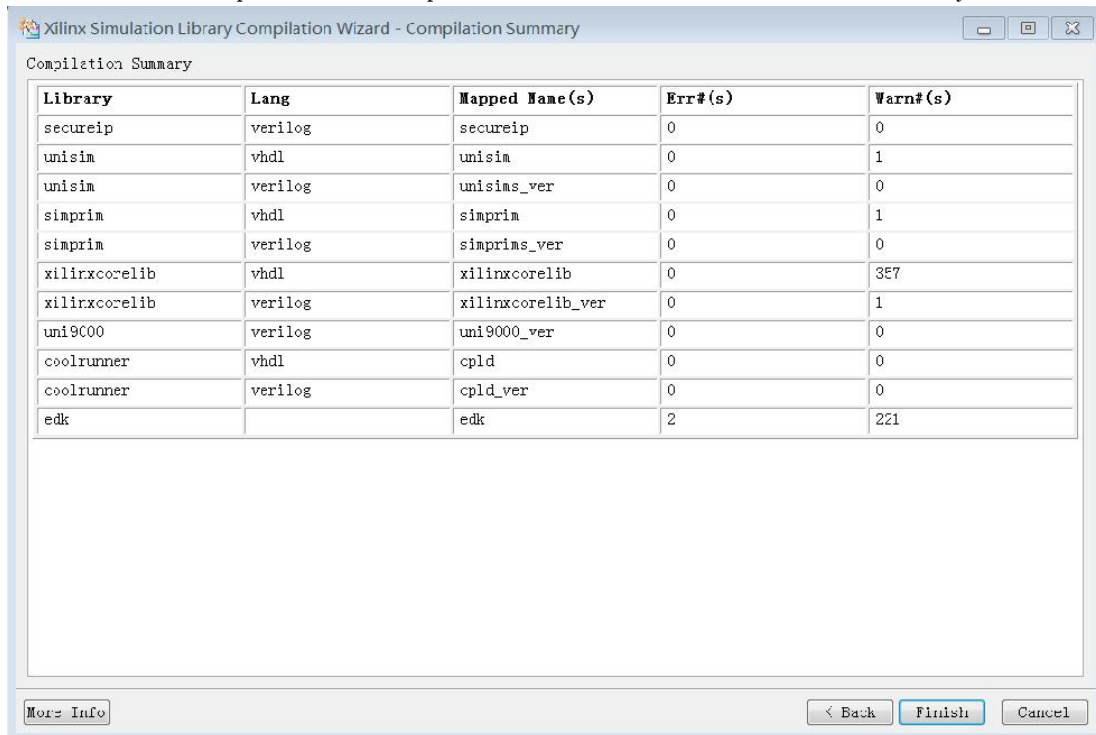 Xilinx Simulation Library Compilation Wizard - Compilation Summary
Compilation Summary
Library Lang Mapped Name(s) Err#(s) Warn#(s)
secureip verilog secureip 0 0
unisim vhdl unisim 0 1
unisim verilog unisims_ver 0 0
simprim vhdl simprim 0 1
simprim verilog simprims_ver 0 0
xilinxcorelib vhdl xilinxcorelib 0 357
xilinxcorelib verilog xilinxcorelib_ver 0 1
uni9000 verilog uni9000_ver 0 0
coolrunner vhdl cpld 0 0
coolrunner verilog cpld_ver 0 0
edk edk 2 221
More Info < Back Finish Cancel